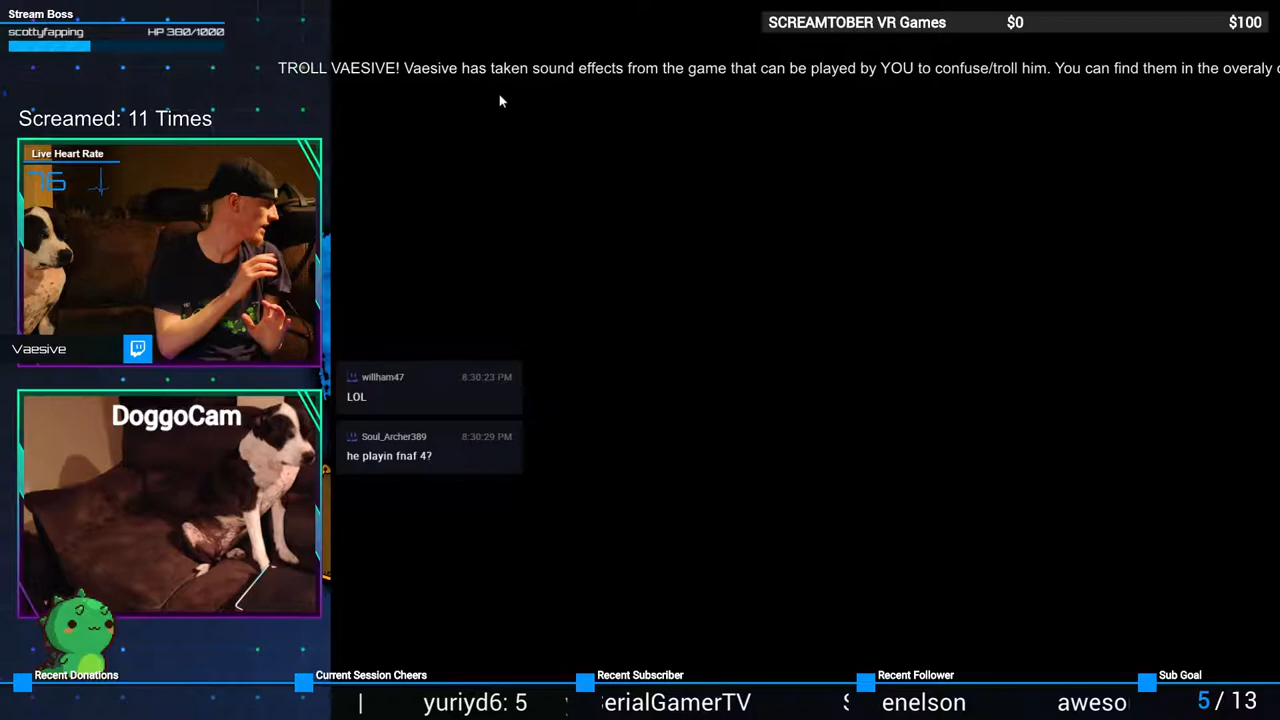 Stream Boss
scottyfapping HP 380/1000
SCREAMTOBER VR Games $0 $100
TROLL VAESIVE! Vaesive has taken sound effects from the game that can be played by YOU to confuse/troll him. You can find them in the overaly
Screamed: 11 Times
Live Heart Rate
76
Vaesive
willham47 8:30:23 PM
LOL
Soul_Archer389 8:30:29 PM
he playin fnaf 4?
DoggoCam
Recent Donations
Current Session Cheers
Recent Subscriber
Recent Follower
Sub Goal
| yuriyd6: 5 erialGamerTV enelson aweso 5 / 13